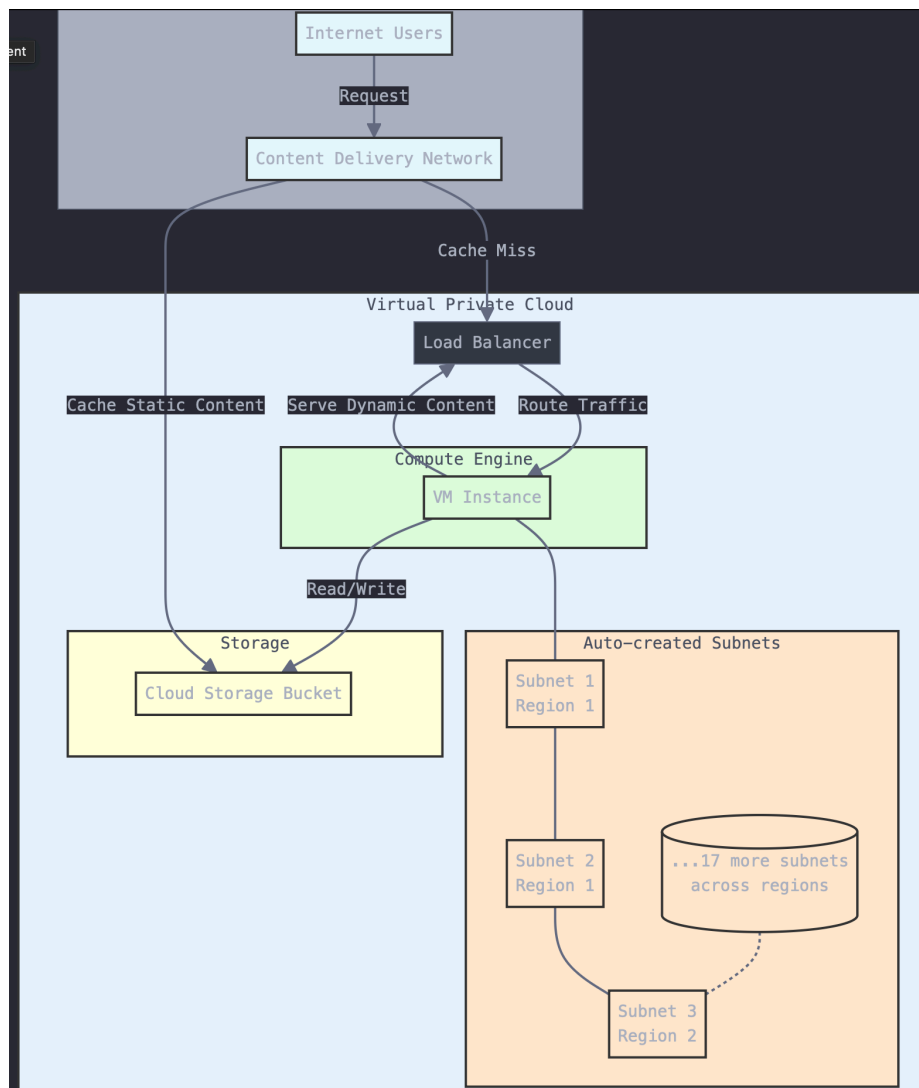 Internet Users
ent
Request
Content Delivery Network
Cache Miss
Virtual Private Cloud
Load Balancer
Cache Static Content
Serve Dynamic Content
Route Traffic
Compute Engine
VM Instance
Read/Write
Storage
Auto-created Subnets
Cloud Storage Bucket
Subnet 1
Region 1
Subnet 2
Region 1
...17 more subnets
across regions
Subnet 3
Region 2